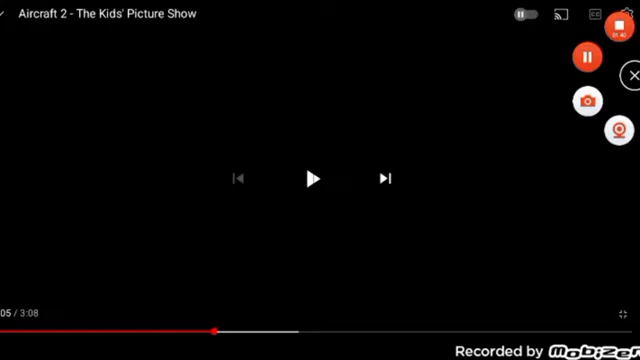 Aircraft 2 - The Kids' Picture Show
CC
01:40
05 / 3:08
Recorded by Mobizen